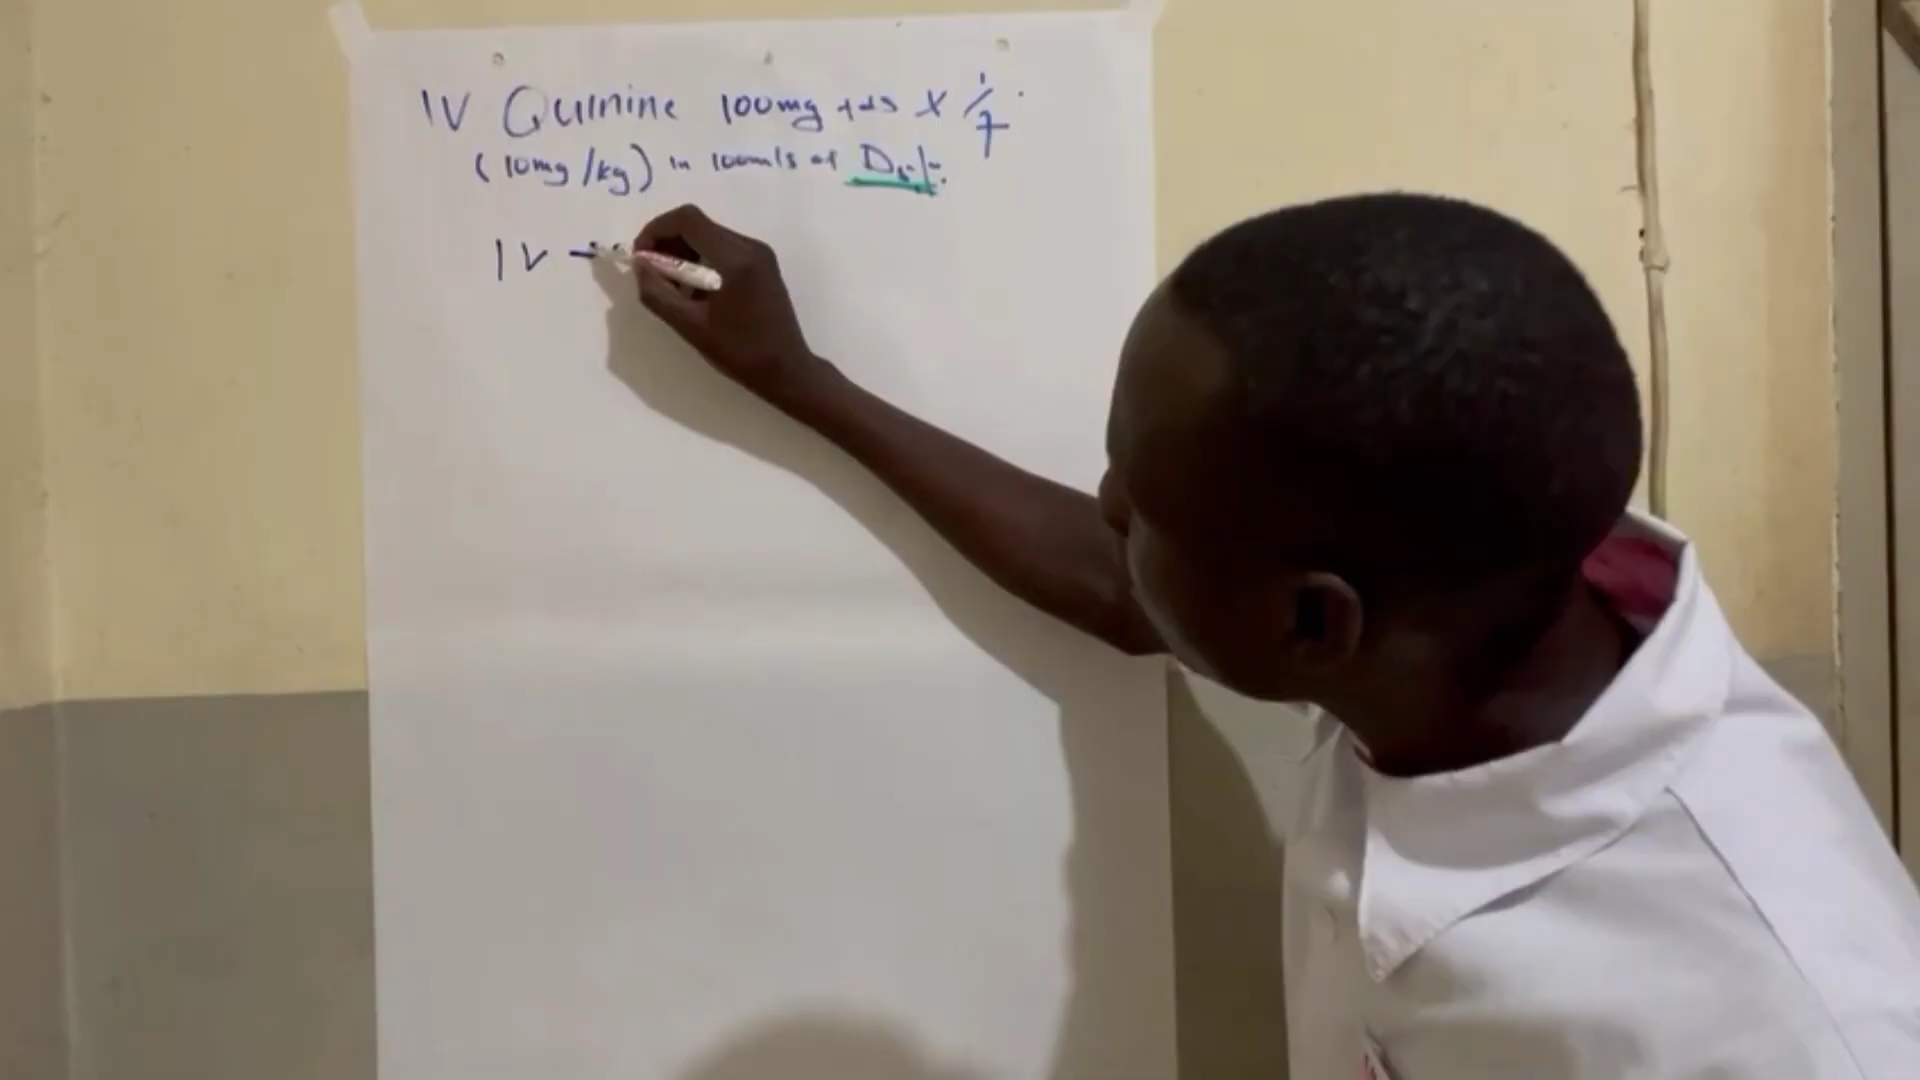 IV Quinine 100mg tds X 1/7
(10mg/kg) in 100mls of D5%.
IV -